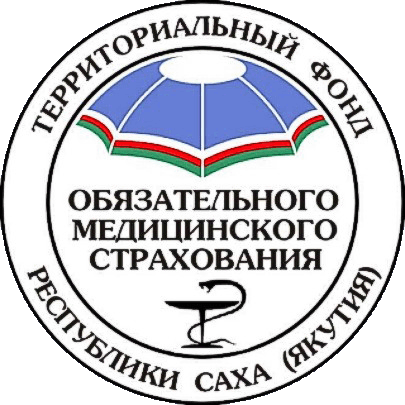 ТЕРРИТОРИАЛЬНЫЙ ФОНД
ОБЯЗАТЕЛЬНОГО
МЕДИЦИНСКОГО
СТРАХОВАНИЯ
РЕСПУБЛИКИ САХА (ЯКУТИЯ)